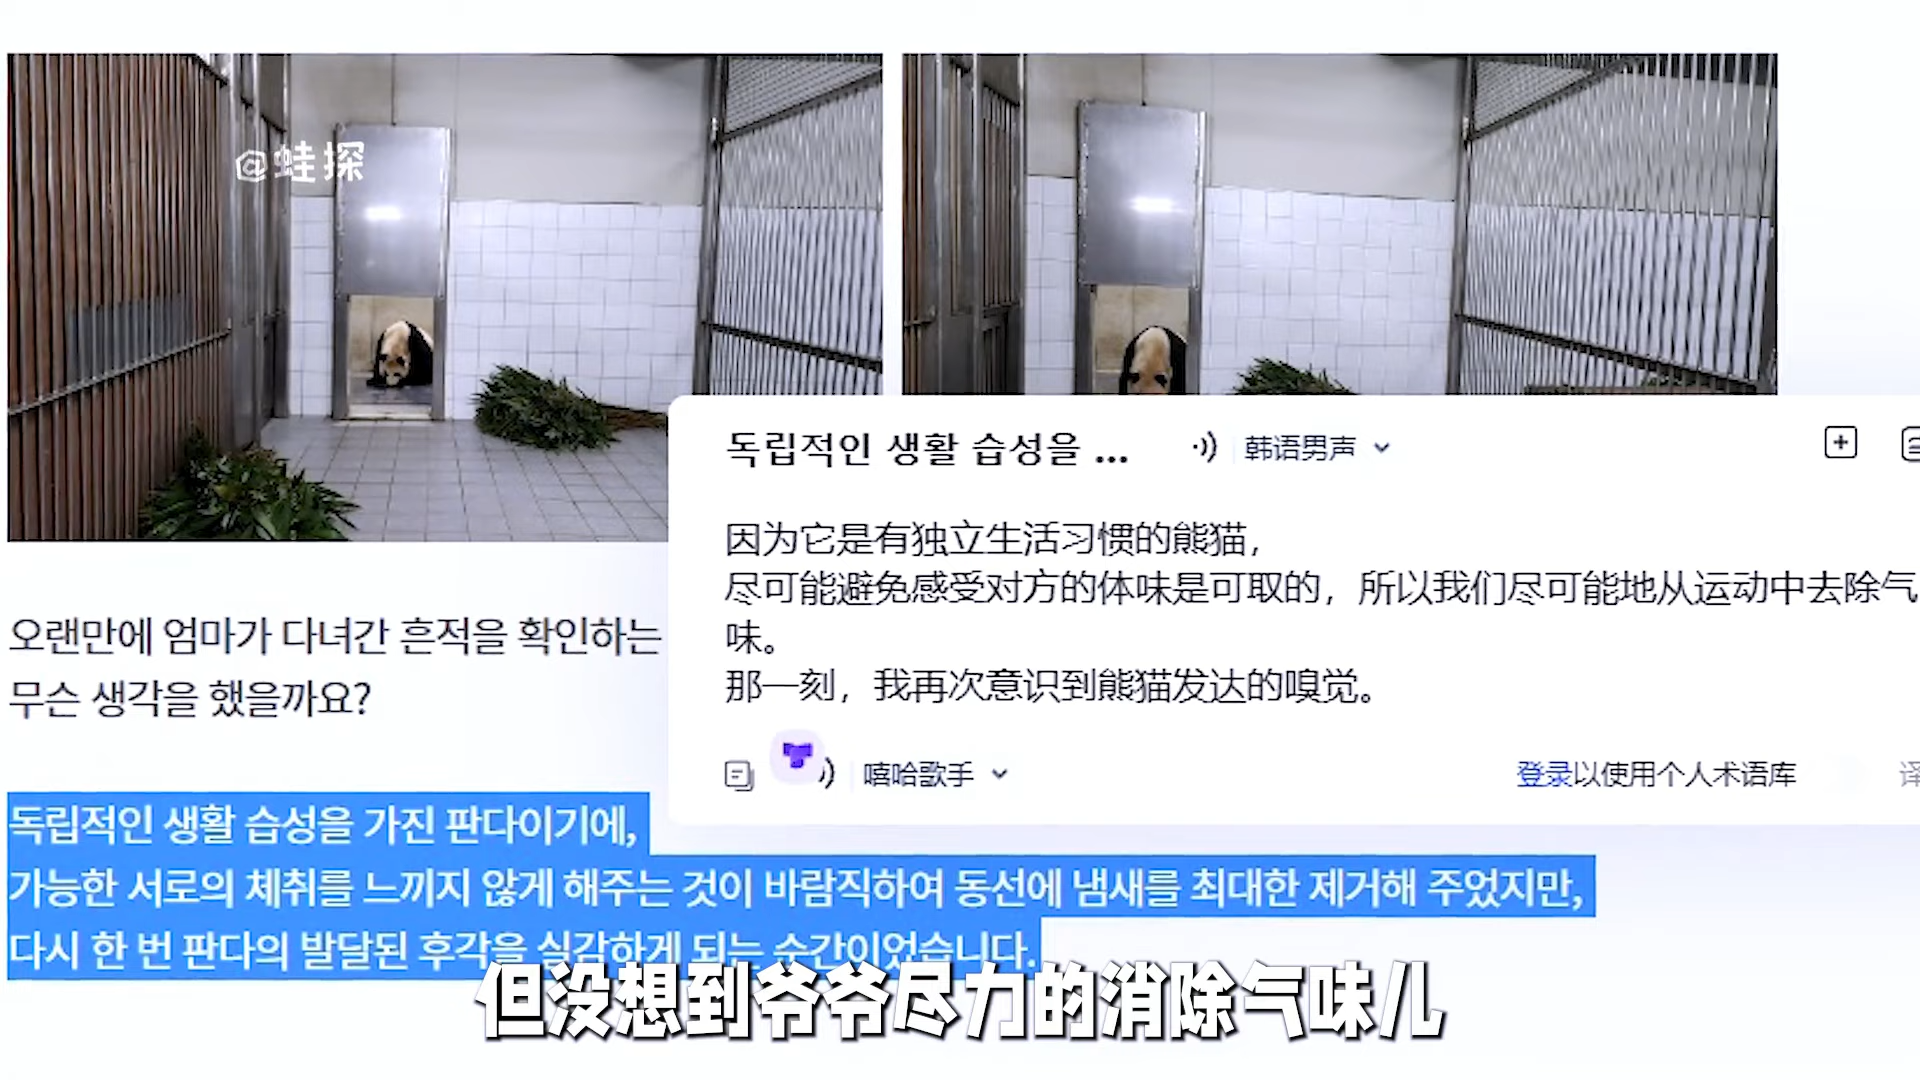 @蛙探
독립적인 생활 습성을 ...
韩语男声
因为它是有独立生活习惯的熊猫，
尽可能避免感受对方的体味是可取的，所以我们尽可能地从运动中去除气
味。
那一刻，我再次意识到熊猫发达的嗅觉。
嘻哈歌手
登录以使用个人术语库
译
오랜만에 엄마가 다녀간 흔적을 확인하는
무슨 생각을 했을까요?
독립적인 생활 습성을 가진 판다이기에,
가능한 서로의 체취를 느끼지 않게 해주는 것이 바람직하여 동선에 냄새를 최대한 제거해 주었지만,
다시 한 번 판다의 발달된 후각을 실감하게 되는 순간이었습니다.
但没想到爷爷尽力的消除气味儿